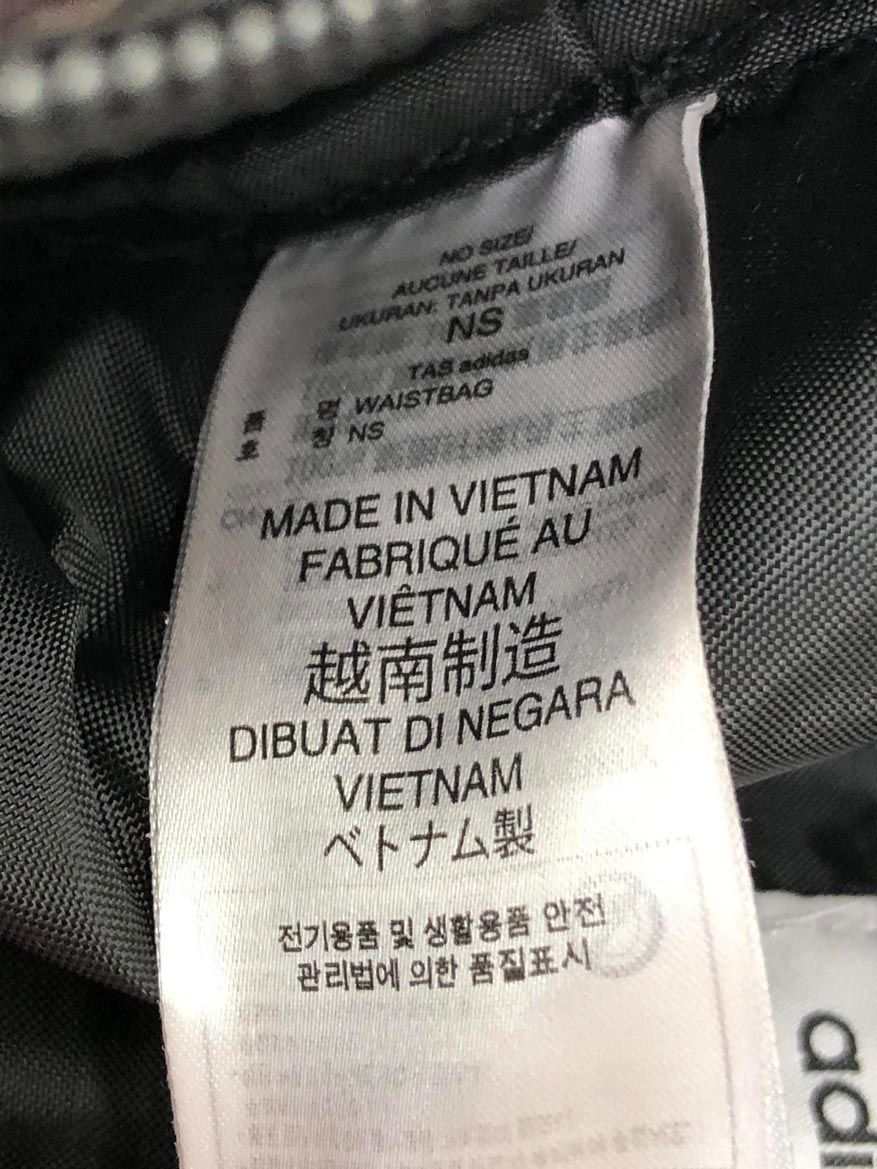 NO SIZE/
AUCUNE TAILLE/
UKURAN: TANPA UKURAN
NS
TAS adidas
품 명 WAISTBAG
호 칭 NS
MADE IN VIETNAM
FABRIQUÉ AU
VIÊTNAM
越南制造
DIBUAT DI NEGARA
VIETNAM
ベトナム製
전기용품 및 생활용품 안전
관리법에 의한 품질표시
adi